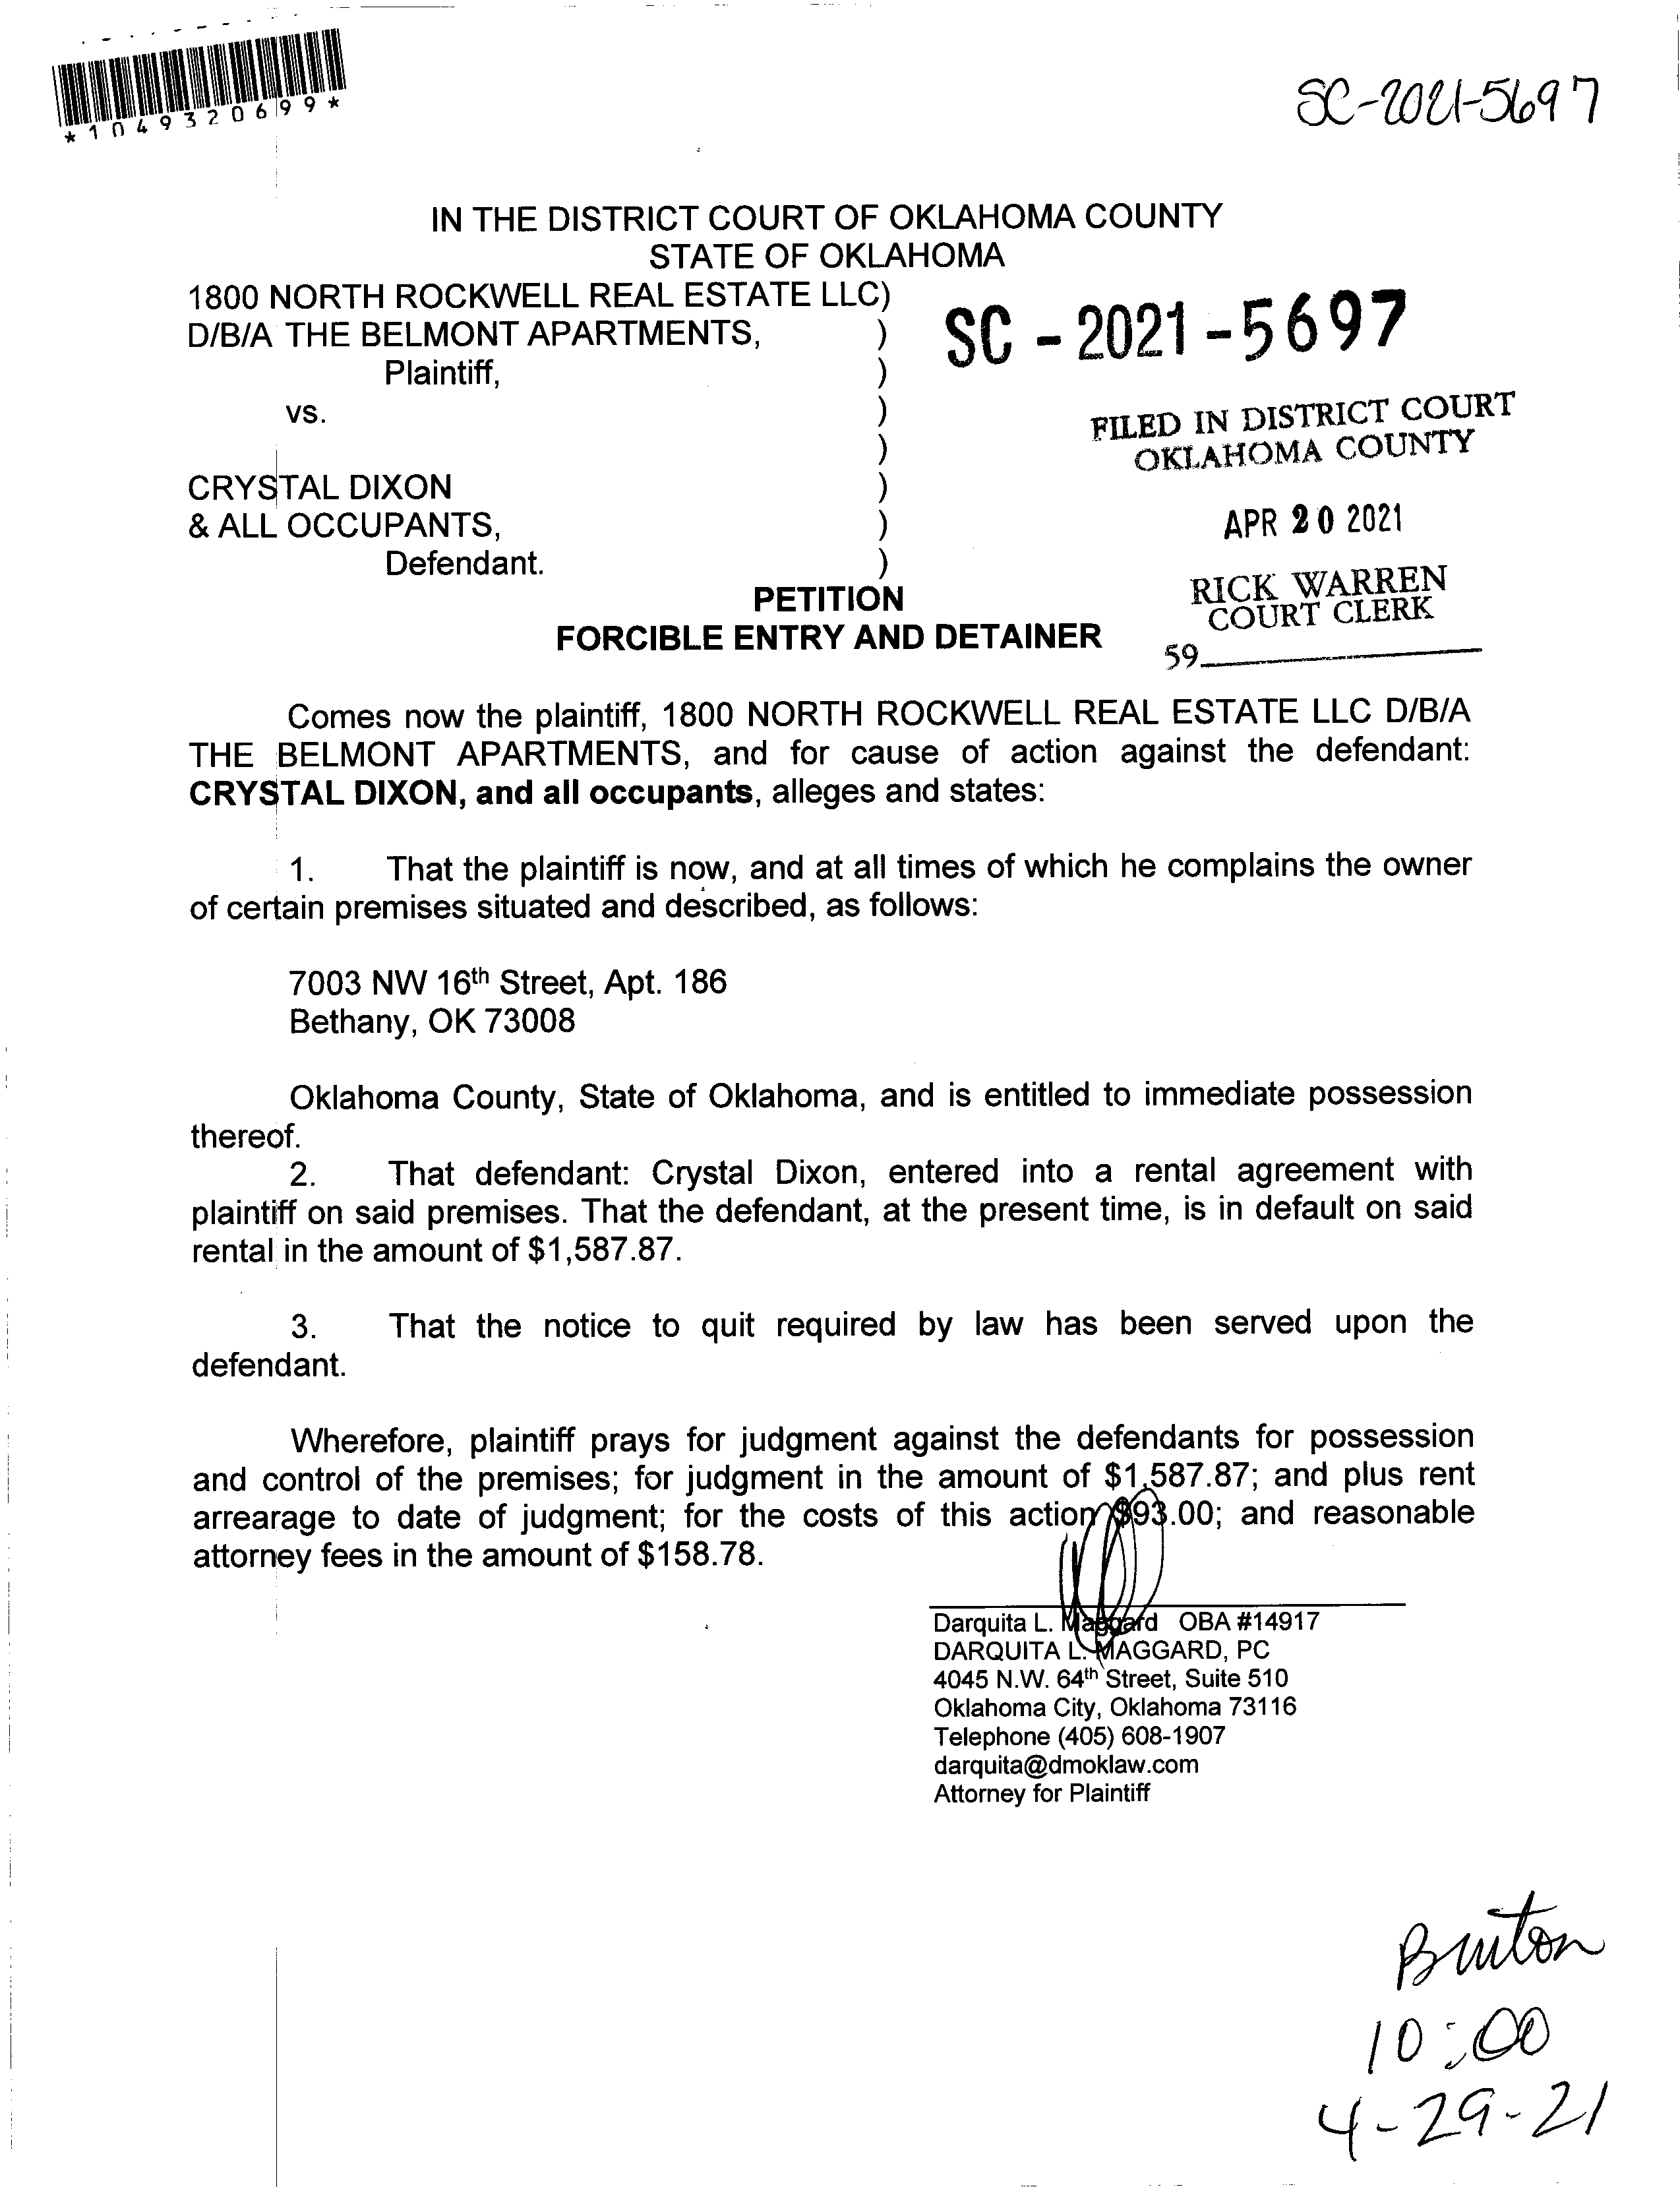 *1049320699*
SC-2021-5697
IN THE DISTRICT COURT OF OKLAHOMA COUNTY
STATE OF OKLAHOMA
1800 NORTH ROCKWELL REAL ESTATE LLC)
D/B/A THE BELMONT APARTMENTS, )
Plaintiff, )
vs. )
)
CRYSTAL DIXON )
& ALL OCCUPANTS, )
Defendant. )
SC - 2021 - 5697
FILED IN DISTRICT COURT
OKLAHOMA COUNTY
APR 20 2021
RICK WARREN
COURT CLERK
59
PETITION
FORCIBLE ENTRY AND DETAINER
Comes now the plaintiff, 1800 NORTH ROCKWELL REAL ESTATE LLC D/B/A
THE BELMONT APARTMENTS, and for cause of action against the defendant:
CRYSTAL DIXON, and all occupants, alleges and states:
1. That the plaintiff is now, and at all times of which he complains the owner
of certain premises situated and described, as follows:
7003 NW 16th Street, Apt. 186
Bethany, OK 73008
Oklahoma County, State of Oklahoma, and is entitled to immediate possession
thereof.
2. That defendant: Crystal Dixon, entered into a rental agreement with
plaintiff on said premises. That the defendant, at the present time, is in default on said
rental in the amount of $1,587.87.
3. That the notice to quit required by law has been served upon the
defendant.
Wherefore, plaintiff prays for judgment against the defendants for possession
and control of the premises; for judgment in the amount of $1,587.87; and plus rent
arrearage to date of judgment; for the costs of this action $93.00; and reasonable
attorney fees in the amount of $158.78.
Darquita L. Maggard OBA #14917
DARQUITA L. MAGGARD, PC
4045 N.W. 64th Street, Suite 510
Oklahoma City, Oklahoma 73116
Telephone (405) 608-1907
darquita@dmoklaw.com
Attorney for Plaintiff
10:00
4-29-21